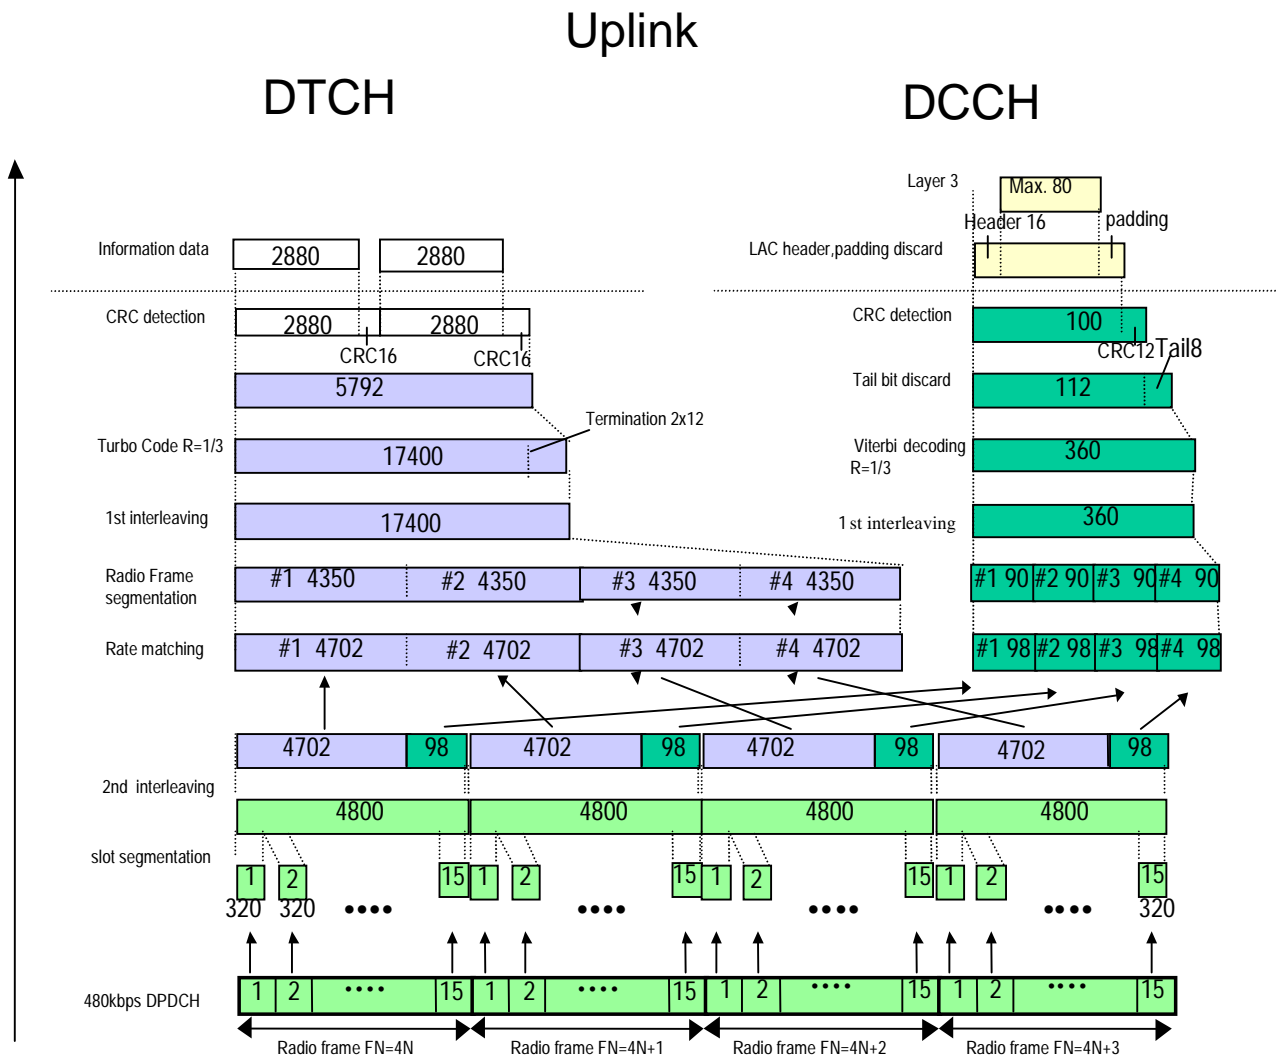 Uplink
DTCH
DCCH
Layer 3
Max. 80
Header 16
padding
Information data
2880
2880
LAC header,padding discard
CRC detection
2880
2880
CRC16
CRC16
CRC detection
100
CRC12
Tail8
5792
Tail bit discard
112
Termination 2x12
Turbo Code R=1/3
17400
Viterbi decoding
R=1/3
360
1st interleaving
17400
1st interleaving
360
Radio Frame
segmentation
#1 4350
#2 4350
#3 4350
#4 4350
#1 90
#2 90
#3 90
#4 90
Rate matching
#1 4702
#2 4702
#3 4702
#4 4702
#1 98
#2 98
#3 98
#4 98
4702
98
4702
98
4702
98
4702
98
2nd interleaving
4800
4800
4800
4800
slot segmentation
1
2
15
1
2
15
1
2
15
1
2
15
320
320
••••
••••
••••
••••
320
480kbps DPDCH
1
2
••••
15
1
2
••••
15
1
2
••••
15
1
2
••••
15
Radio frame FN=4N
Radio frame FN=4N+1
Radio frame FN=4N+2
Radio frame FN=4N+3